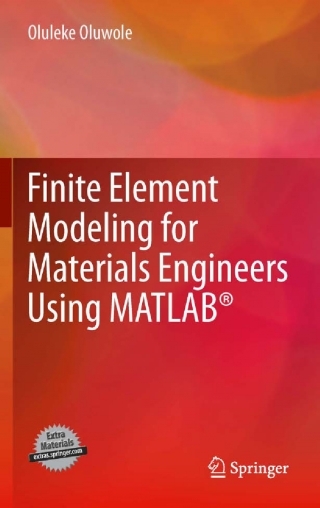 Oluleke Oluwole
Finite Element
Modeling for
Materials Engineers
Using MATLAB®
Extra
Materials
extras.springer.com
Springer